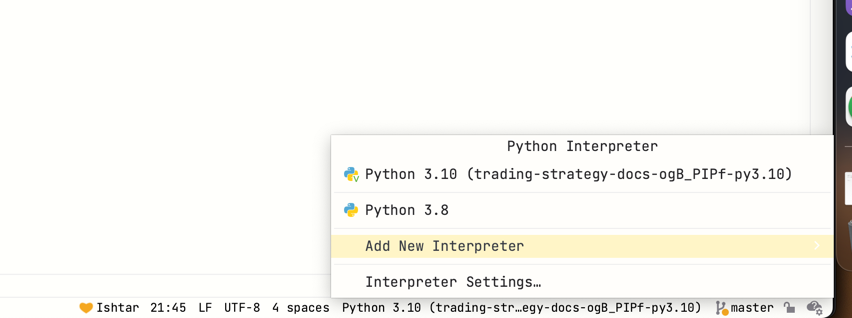 Python Interpreter
Python 3.10 (trading-strategy-docs-ogB_PIPf-py3.10)
Python 3.8
Add New Interpreter
Interpreter Settings…
Ishtar 21:45 LF UTF-8 4 spaces Python 3.10 (trading-str…egy-docs-ogB_PIPf-py3.10) master